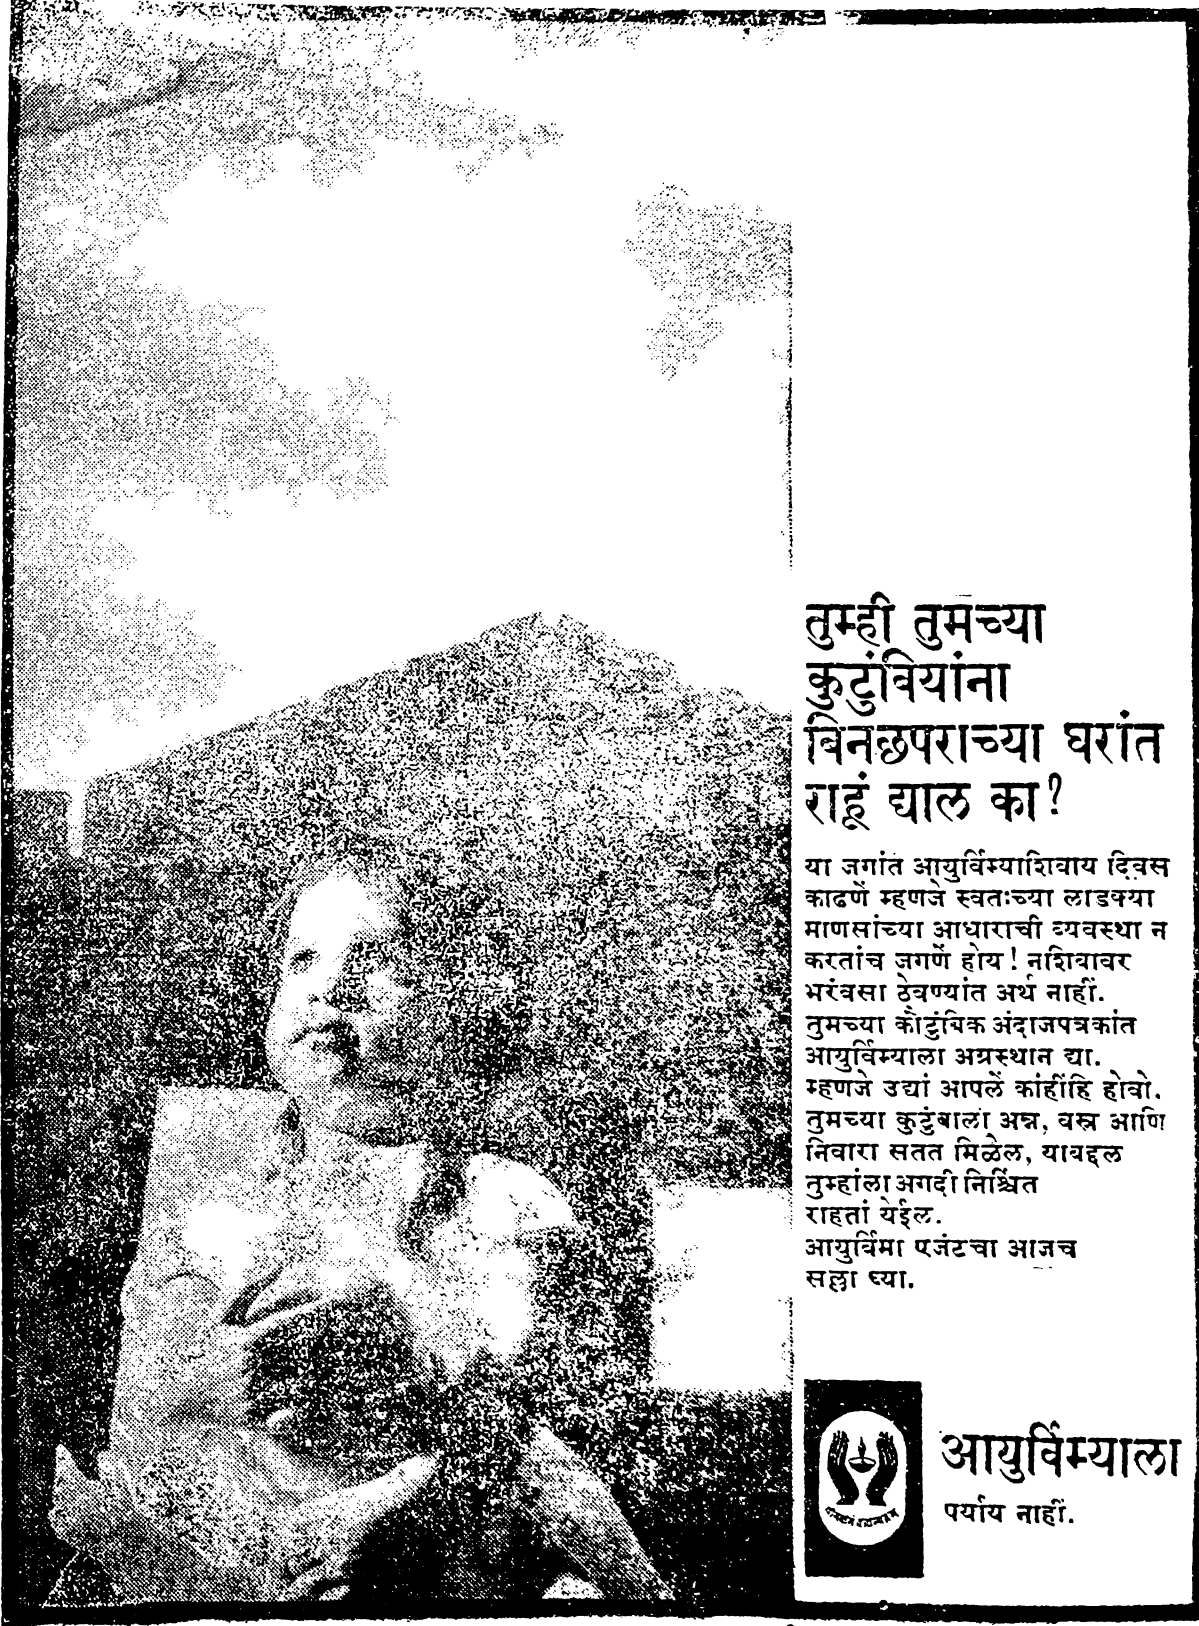 तुम्ही तुमच्या
कुटुंबियांना
बिनछपराच्या घरांत
राहूं द्याल का?
या जगांत आयुर्विम्याशिवाय दिवस
काढणें म्हणजे स्वतःच्या लाडक्या
माणसांच्या आधाराची व्यवस्था न
करतांच जगणें होय! नशिबावर
भरंवसा ठेवण्यांत अर्थ नाहीं.
तुमच्या कौटुंबिक अंदाजपत्रकांत
आयुर्विम्याला अग्रस्थान द्या.
म्हणजे उद्यां आपलें कांहींहि होवो.
तुमच्या कुटुंबाला अन्न, वस्त्र आणि
निवारा सतत मिळेल, याबद्दल
तुम्हांला अगदी निश्चिंत
राहतां येईल.
आयुर्विमा एजंटचा आजच
सल्ला घ्या.
आयुर्विम्याला
पर्याय नाहीं.